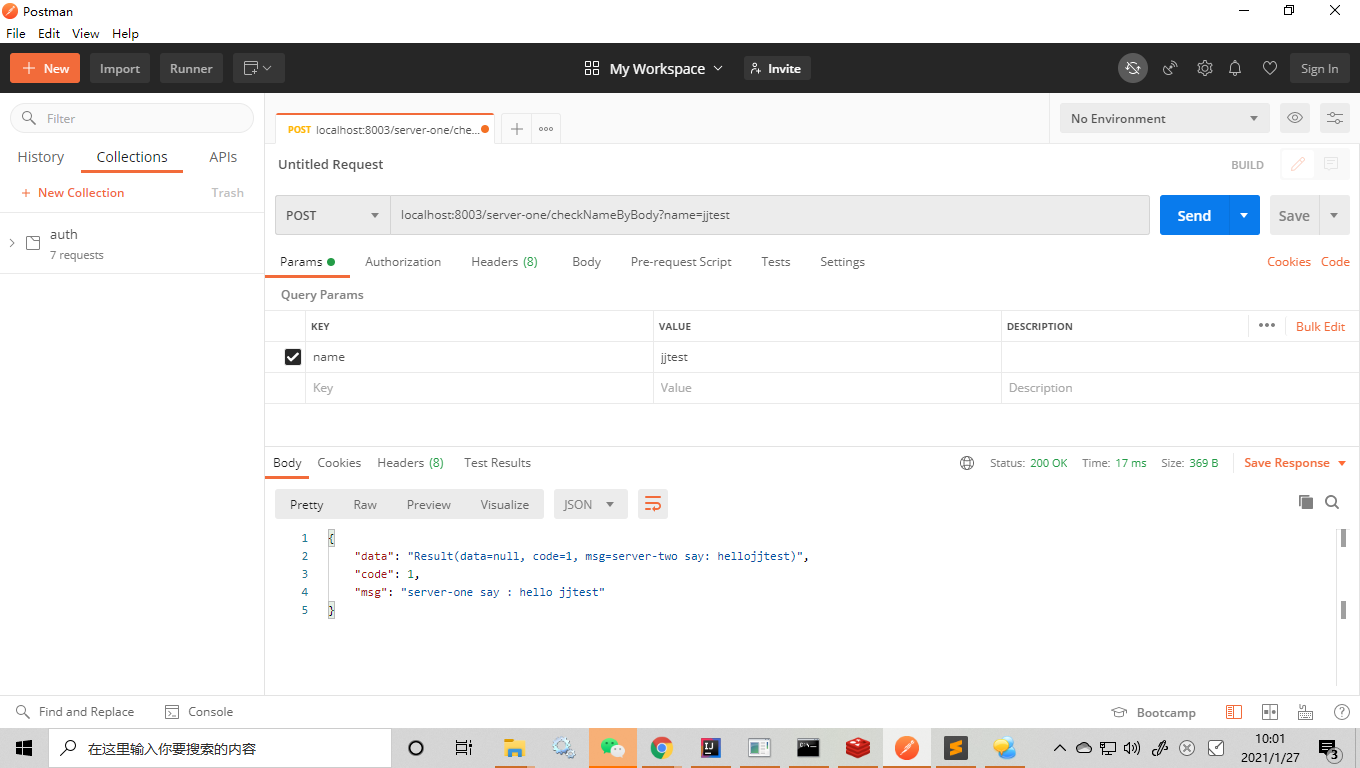 Postman
File Edit View Help
New Import Runner My Workspace Invite Sign In
Filter
History Collections APIs
+ New Collection Trash
auth
7 requests
POST localhost:8003/server-one/che...
No Environment
Untitled Request BUILD
POST localhost:8003/server-one/checkNameByBody?name=jjtest Send Save
Params Authorization Headers (8) Body Pre-request Script Tests Settings Cookies Code
Query Params
KEY VALUE DESCRIPTION Bulk Edit
name jjtest
Key Value Description
Body Cookies Headers (8) Test Results Status: 200 OK Time: 17 ms Size: 369 B Save Response
Pretty Raw Preview Visualize JSON
1 {
2 "data": "Result(data=null, code=1, msg=server-two say: hellojjtest)",
3 "code": 1,
4 "msg": "server-one say : hello jjtest"
5 }
Find and Replace Console Bootcamp
在这里输入你要搜索的内容
10:01
2021/1/27
3